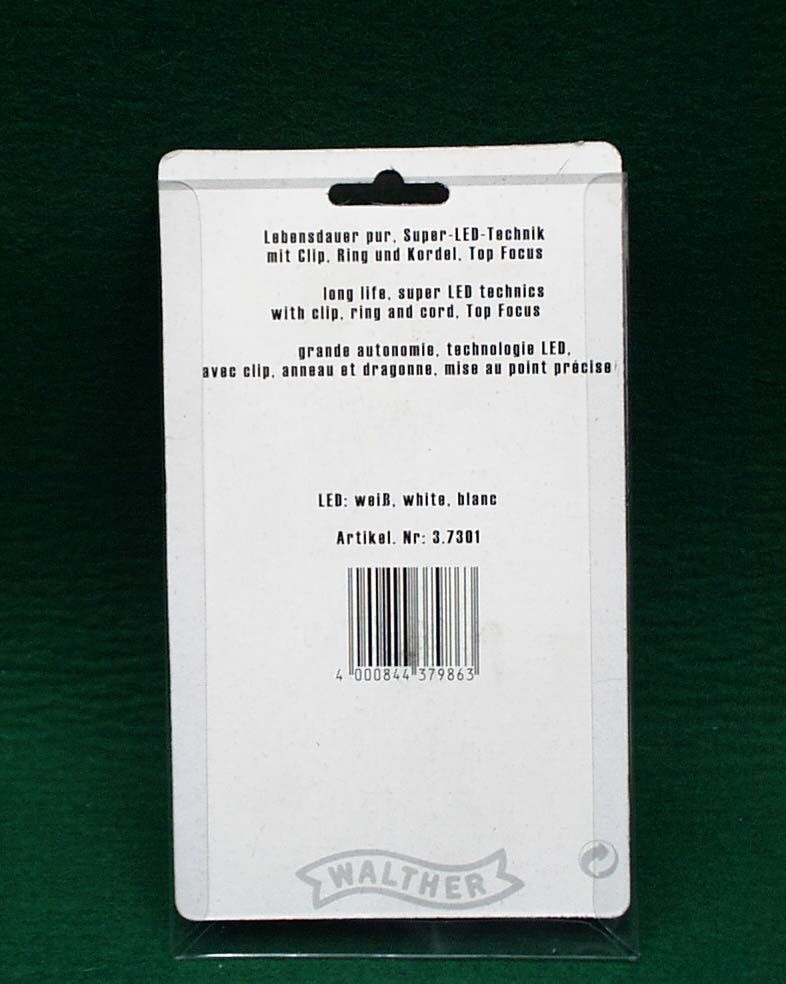 Lebensdauer pur, Super-LED-Technik
mit Clip, Ring und Kordel, Top Focus
long life, super LED technics
with clip, ring and cord, Top Focus
grande autonomie, technologie LED,
avec clip, anneau et dragonne, mise au point précise
LED: weiß, white, blanc
Artikel. Nr: 3.7301
4 000844 379863
WALTHER